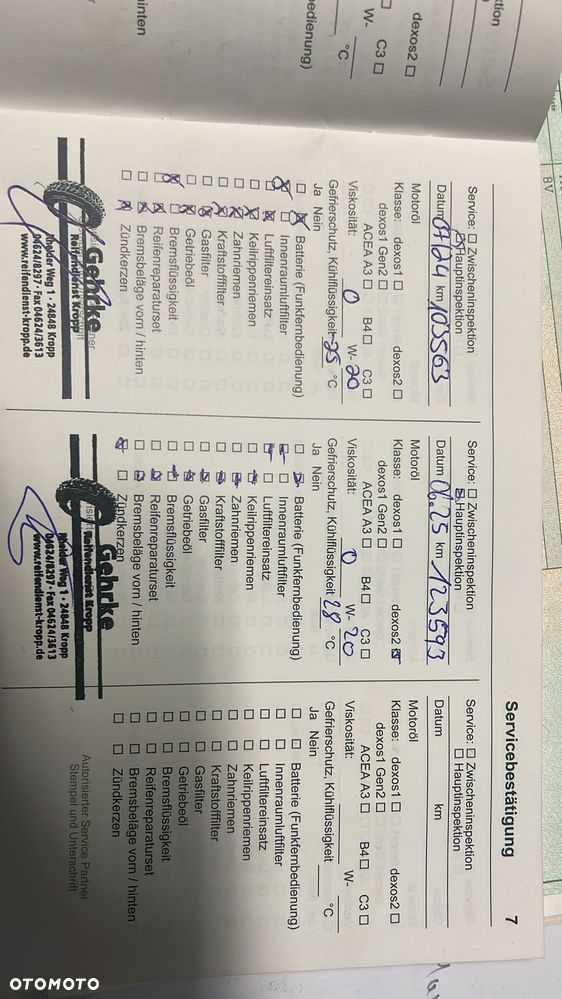 Servicebestätigung
7
Service: ☐ Zwischeninspektion
☒ Hauptinspektion
Datum 07.24 km 103563
Motoröl
Klasse: dexos1 ☐ dexos2 ☐
dexos1 Gen2 ☐
ACEA A3 ☐ B4 ☐ C3 ☐
Viskosität: 0 W- 20
Gefrierschutz, Kühlflüssigkeit -25 °C
Ja Nein
Batterie (Funkfernbedienung)
Innenraumluftfilter
Luftfiltereinsatz
Keilrippenriemen
Zahnriemen
Kraftstofffilter
Gasfilter
Getriebeöl
Bremsflüssigkeit
Reifenreparaturset
Bremsbeläge vorn / hinten
Zündkerzen
Gehrke
Reifendienst Kropp
Rheider Weg 1 · 24848 Kropp
04624/8297 · Fax 04624/3613
www.reifendienst-kropp.de
Service: ☐ Zwischeninspektion
☒ Hauptinspektion
Datum 06.25 km 123593
Motoröl
Klasse: dexos1 ☐ dexos2 ☒
dexos1 Gen2 ☐
ACEA A3 ☐ B4 ☐ C3 ☐
Viskosität: 0 W- 20
Gefrierschutz, Kühlflüssigkeit 28 °C
Ja Nein
Batterie (Funkfernbedienung)
Innenraumluftfilter
Luftfiltereinsatz
Keilrippenriemen
Zahnriemen
Kraftstofffilter
Gasfilter
Getriebeöl
Bremsflüssigkeit
Reifenreparaturset
Bremsbeläge vorn / hinten
Zündkerzen
Gehrke
Reifendienst Kropp
Rheider Weg 1 · 24848 Kropp
04624/8297 · Fax 04624/3613
www.reifendienst-kropp.de
Service: ☐ Zwischeninspektion
☐ Hauptinspektion
Datum km
Motoröl
Klasse: dexos1 ☐ dexos2 ☐
dexos1 Gen2 ☐
ACEA A3 ☐ B4 ☐ C3 ☐
Viskosität: W-
Gefrierschutz, Kühlflüssigkeit °C
Ja Nein
☐ ☐ Batterie (Funkfernbedienung)
☐ ☐ Innenraumluftfilter
☐ ☐ Luftfiltereinsatz
☐ ☐ Keilrippenriemen
☐ ☐ Zahnriemen
☐ ☐ Kraftstofffilter
☐ ☐ Gasfilter
☐ ☐ Getriebeöl
☐ ☐ Bremsflüssigkeit
☐ ☐ Reifenreparaturset
☐ ☐ Bremsbeläge vorn / hinten
☐ ☐ Zündkerzen
Autorisierter Service Partner
Stempel und Unterschrift
dexos2 ☐
C3 ☐
W-
°C
8V
OTOMOTO